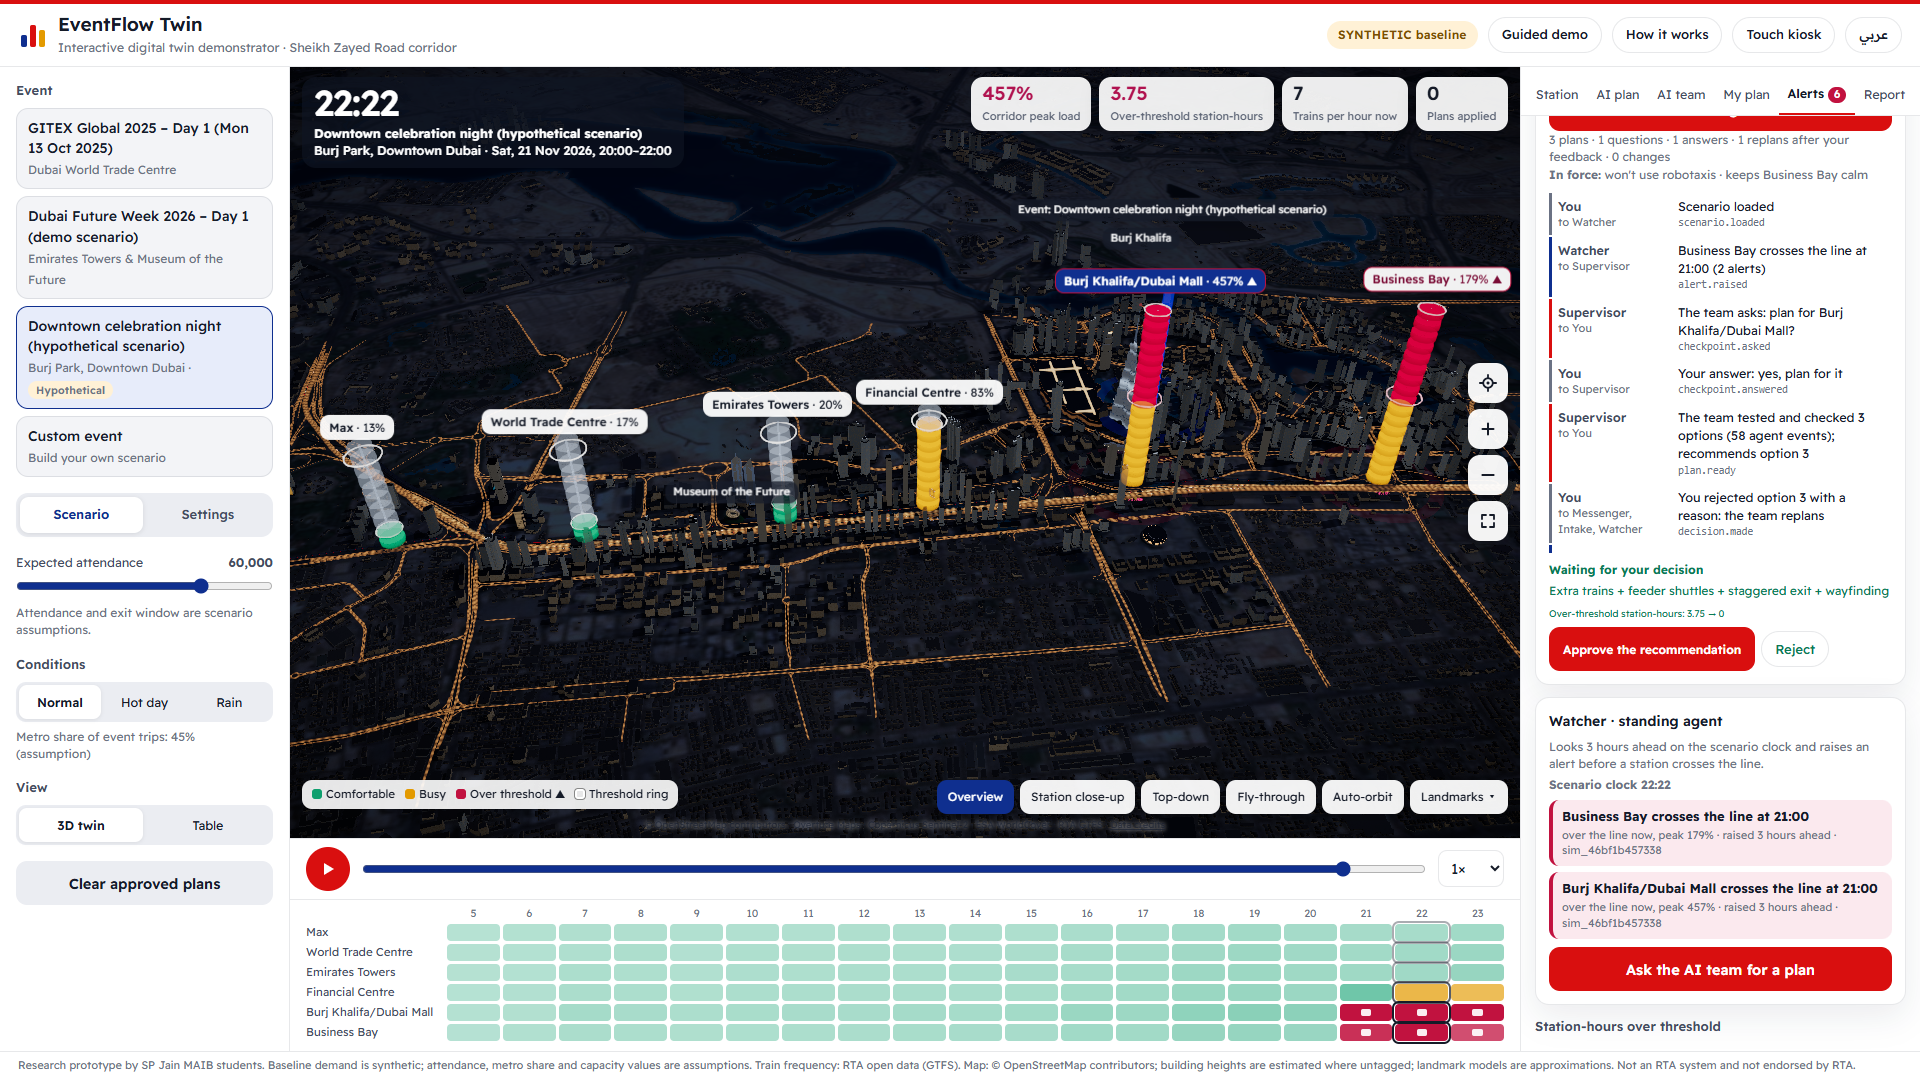 EventFlow Twin
Interactive digital twin demonstrator · Sheikh Zayed Road corridor
SYNTHETIC baseline
Guided demo
How it works
Touch kiosk
عربي
Event
GITEX Global 2025 – Day 1 (Mon
13 Oct 2025)
Dubai World Trade Centre
Dubai Future Week 2026 – Day 1
(demo scenario)
Emirates Towers & Museum of the
Future
Downtown celebration night
(hypothetical scenario)
Burj Park, Downtown Dubai ·
Hypothetical
Custom event
Build your own scenario
Scenario
Settings
Expected attendance 60,000
Attendance and exit window are scenario
assumptions.
Conditions
Normal
Hot day
Rain
Metro share of event trips: 45%
(assumption)
View
3D twin
Table
Clear approved plans
22:22
Downtown celebration night (hypothetical scenario)
Burj Park, Downtown Dubai · Sat, 21 Nov 2026, 20:00–22:00
457%
Corridor peak load
3.75
Over-threshold station-hours
7
Trains per hour now
0
Plans applied
Event: Downtown celebration night (hypothetical scenario)
Burj Khalifa
Burj Khalifa/Dubai Mall · 457% ▲
Business Bay · 179% ▲
Financial Centre · 83%
Emirates Towers · 20%
World Trade Centre · 17%
Max · 13%
Museum of the Future
Comfortable
Busy
Over threshold ▲
Threshold ring
Overview
Station close-up
Top-down
Fly-through
Auto-orbit
Landmarks
1×
5 6 7 8 9 10 11 12 13 14 15 16 17 18 19 20 21 22 23
Max
World Trade Centre
Emirates Towers
Financial Centre
Burj Khalifa/Dubai Mall
Business Bay
Station
AI plan
AI team
My plan
Alerts 6
Report
3 plans · 1 questions · 1 answers · 1 replans after your
feedback · 0 changes
In force: won't use robotaxis · keeps Business Bay calm
You
to Watcher
Scenario loaded
scenario.loaded
Watcher
to Supervisor
Business Bay crosses the line at
21:00 (2 alerts)
alert.raised
Supervisor
to You
The team asks: plan for Burj
Khalifa/Dubai Mall?
checkpoint.asked
You
to Supervisor
Your answer: yes, plan for it
checkpoint.answered
Supervisor
to You
The team tested and checked 3
options (58 agent events);
recommends option 3
plan.ready
You
to Messenger,
Intake, Watcher
You rejected option 3 with a
reason: the team replans
decision.made
Waiting for your decision
Extra trains + feeder shuttles + staggered exit + wayfinding
Over-threshold station-hours: 3.75 → 0
Approve the recommendation
Reject
Watcher · standing agent
Looks 3 hours ahead on the scenario clock and raises an
alert before a station crosses the line.
Scenario clock 22:22
Business Bay crosses the line at 21:00
over the line now, peak 179% · raised 3 hours ahead ·
sim_46bf1b457338
Burj Khalifa/Dubai Mall crosses the line at 21:00
over the line now, peak 457% · raised 3 hours ahead ·
sim_46bf1b457338
Ask the AI team for a plan
Station-hours over threshold
Research prototype by SP Jain MAIB students. Baseline demand is synthetic; attendance, metro share and capacity values are assumptions. Train frequency: RTA open data (GTFS). Map: © OpenStreetMap contributors; building heights are estimated where untagged; landmark models are approximations. Not an RTA system and not endorsed by RTA.